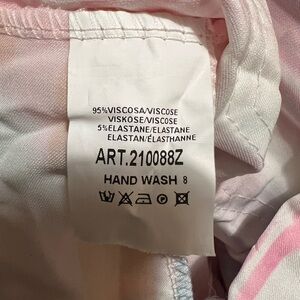 95%VISCOSA/VISCOSE
VISKOSE/VISCOSE
5%ELASTANE/ELASTANE
ELASTAN/ÉLASTHANNE
ART.210088Z
HAND WASH 8